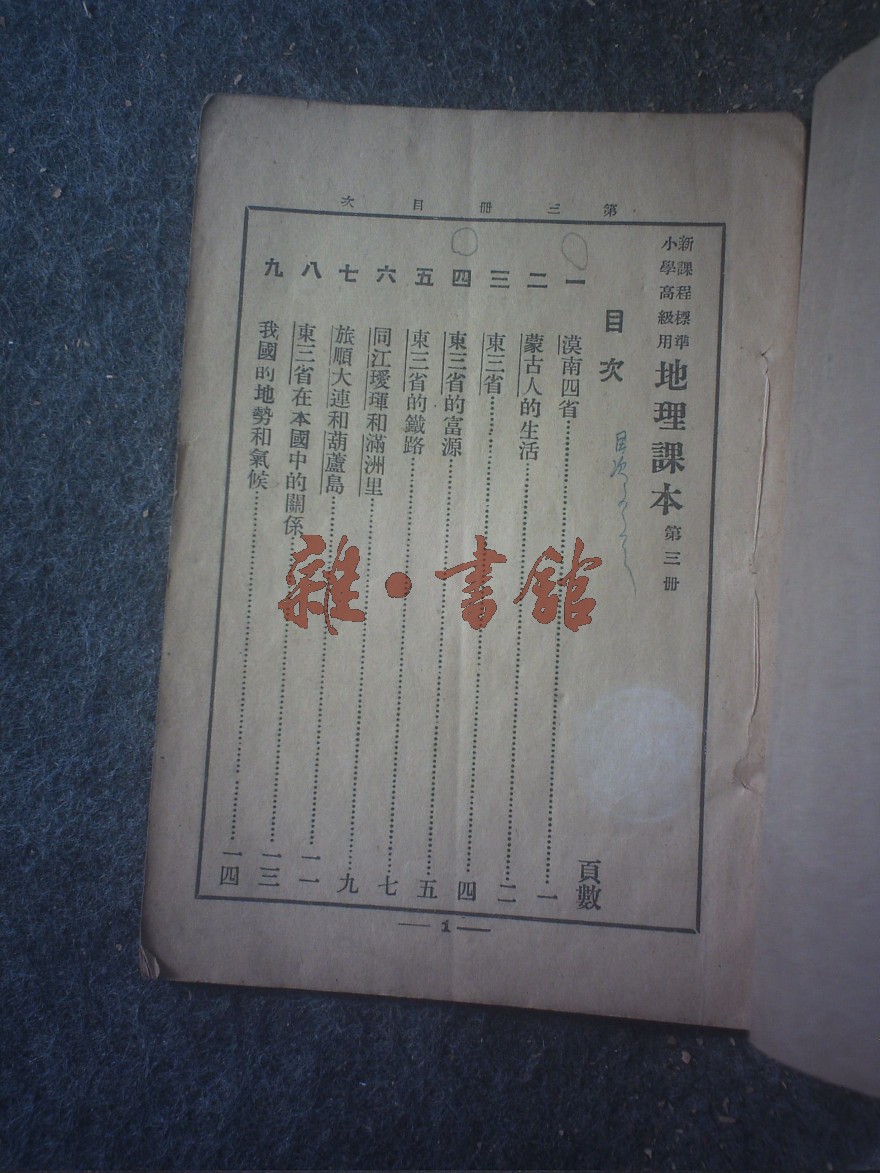 第三册目次
新課程標準
小學高級用
地理課本 第三册
目次
頁數
一 漠南四省 一
二 蒙古人的生活 二
三 東三省 四
四 東三省的富源 五
五 東三省的鐵路 七
六 同江璦琿和滿洲里 九
七 旅順大連和葫蘆島 一一
八 東三省在本國中的關係 一三
九 我國的地勢和氣候 一四
1
雜·書館
目次